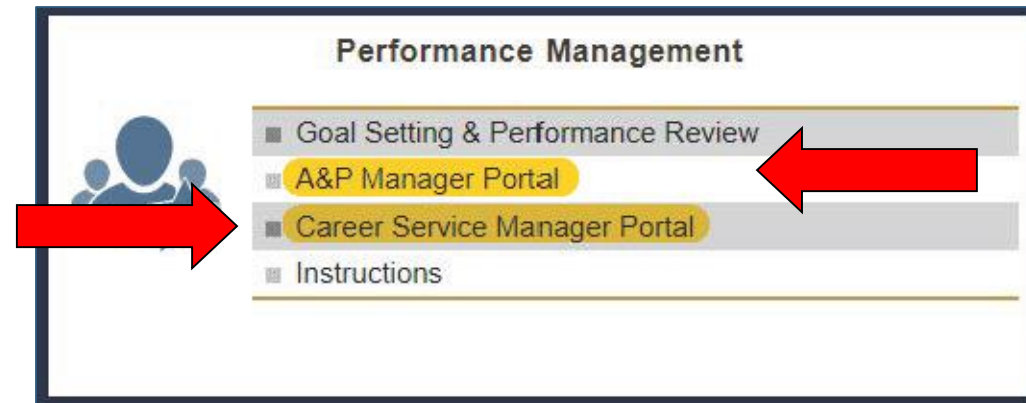 Performance Management
Goal Setting & Performance Review
A&P Manager Portal
Career Service Manager Portal
Instructions